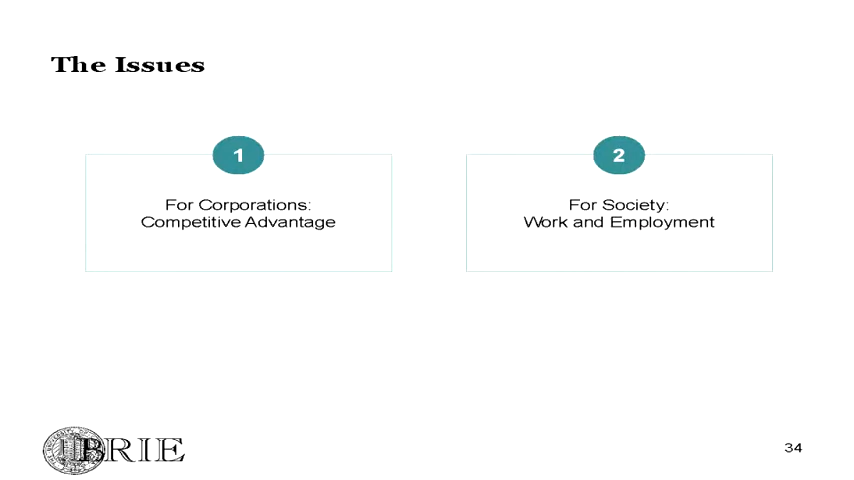 The Issues
1
For Corporations:
Competitive Advantage
2
For Society:
Work and Employment
BRIE
34